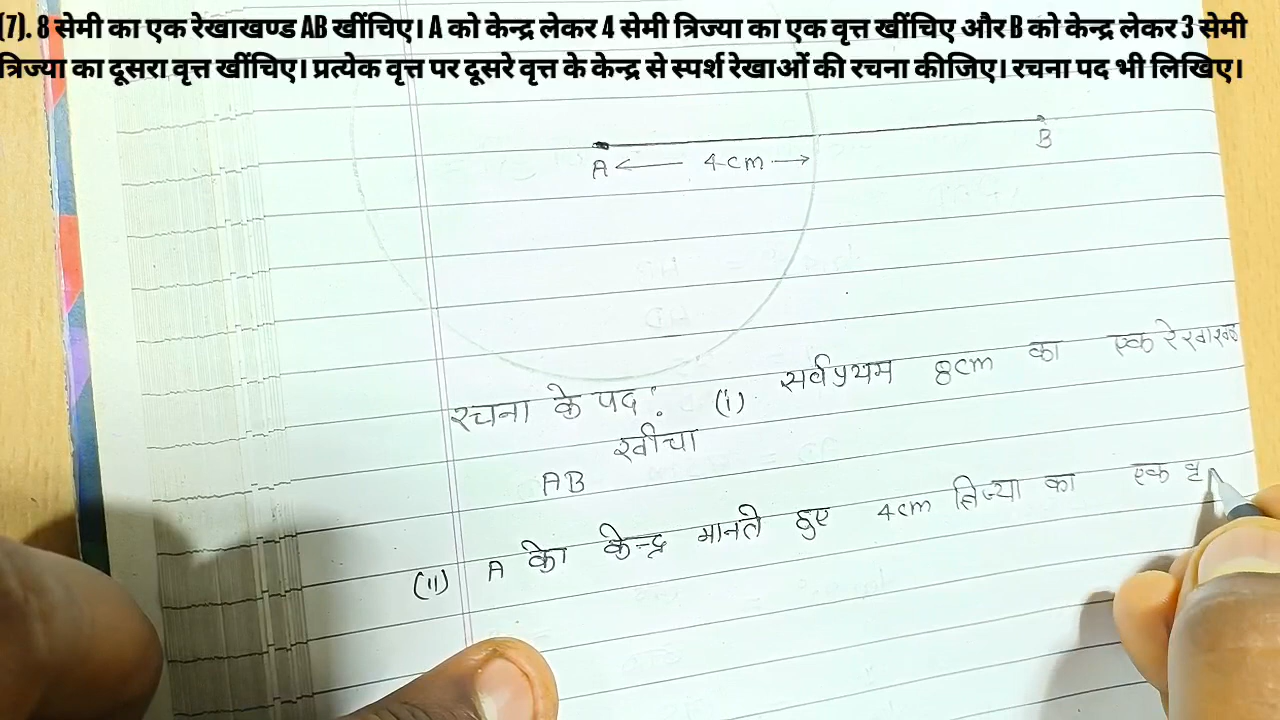 (7). 8 सेमी का एक रेखाखण्ड AB खींचिए। A को केन्द्र लेकर 4 सेमी त्रिज्या का एक वृत्त खींचिए और B को केन्द्र लेकर 3 सेमी
त्रिज्या का दूसरा वृत्त खींचिए। प्रत्येक वृत्त पर दूसरे वृत्त के केन्द्र से स्पर्श रेखाओं की रचना कीजिए। रचना पद भी लिखिए।
A ← 4cm → B
रचना के पद : (i) सर्वप्रथम 8cm का एक रेखाखण्ड
AB खींचा
(ii) A को केन्द्र मानते हुए 4cm त्रिज्या का एक वृ